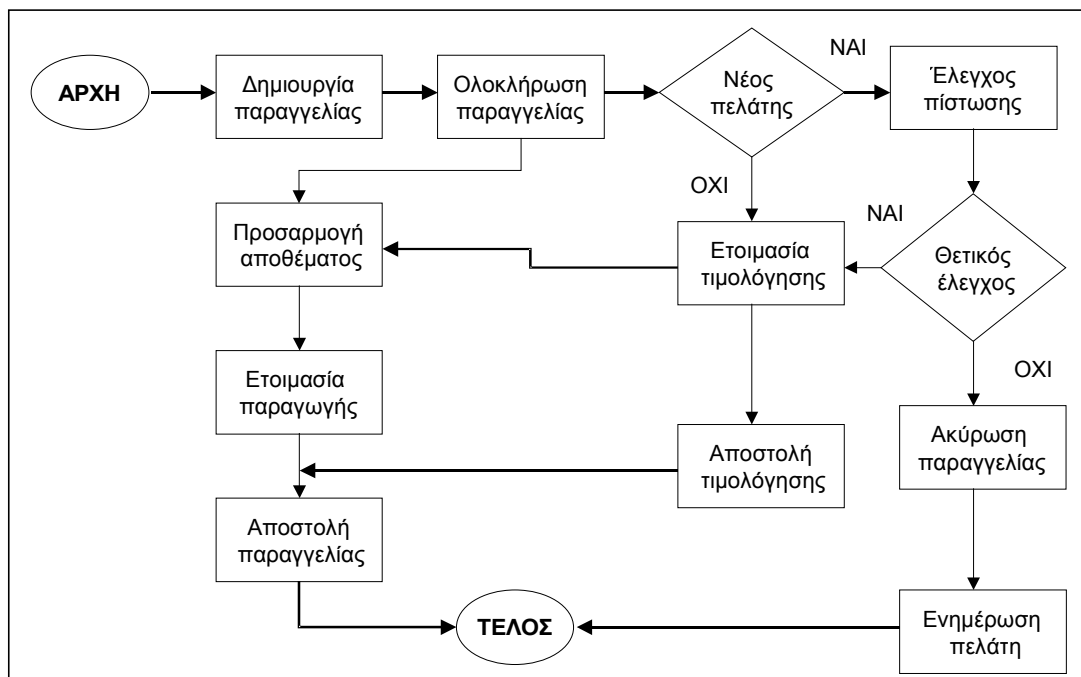 ΑΡΧΗ
Δημιουργία
παραγγελίας
Ολοκλήρωση
παραγγελίας
Νέος
πελάτης
ΝΑΙ
Έλεγχος
πίστωσης
ΟΧΙ
Προσαρμογή
αποθέματος
Ετοιμασία
τιμολόγησης
ΝΑΙ
Θετικός
έλεγχος
ΟΧΙ
Ετοιμασία
παραγωγής
Αποστολή
τιμολόγησης
Ακύρωση
παραγγελίας
Αποστολή
παραγγελίας
ΤΕΛΟΣ
Ενημέρωση
πελάτη